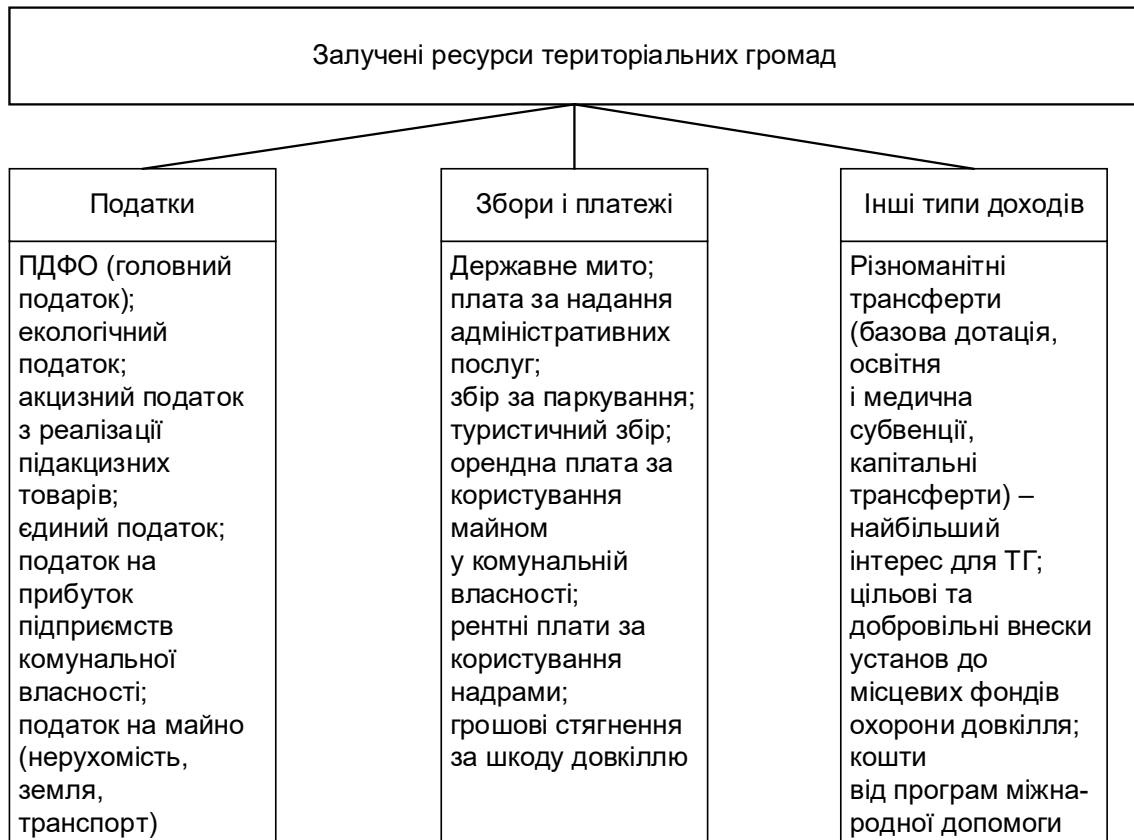 Залучені ресурси територіальних громад
Податки
ПДФО (головний
податок);
екологічний
податок;
акцизний податок
з реалізації
підакцизних
товарів;
єдиний податок;
податок на
прибуток
підприємств
комунальної
власності;
податок на майно
(нерухомість,
земля,
транспорт)
Збори і платежі
Державне мито;
плата за надання
адміністративних
послуг;
збір за паркування;
туристичний збір;
орендна плата за
користування
майном
у комунальній
власності;
рентні плати за
користування
надрами;
грошові стягнення
за шкоду довкіллю
Інші типи доходів
Різноманітні
трансферти
(базова дотація,
освітня
і медична
субвенції,
капітальні
трансферти) –
найбільший
інтерес для ТГ;
цільові та
добровільні внески
установ до
місцевих фондів
охорони довкілля;
кошти
від програм міжна-
родної допомоги